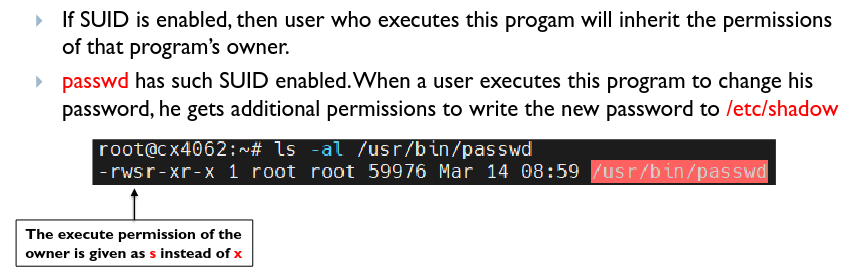 If SUID is enabled, then user who executes this progam will inherit the permissions
of that program's owner.
passwd has such SUID enabled. When a user executes this program to change his
password, he gets additional permissions to write the new password to /etc/shadow
root@cx4062:~# ls -al /usr/bin/passwd
-rwsr-xr-x 1 root root 59976 Mar 14 08:59 /usr/bin/passwd
The execute permission of the
owner is given as s instead of x